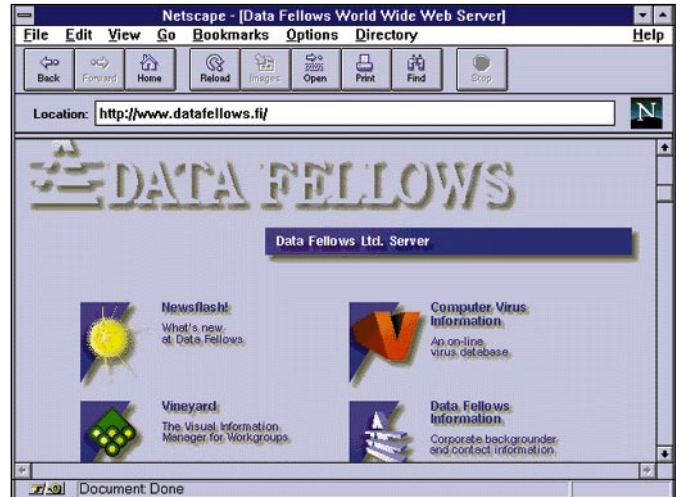 Netscape - [Data Fellows World Wide Web Server]
File Edit View Go Bookmarks Options Directory Help
Back Forward Home Reload Images Open Print Find Stop
Location: http://www.datafellows.fi/ N
DATA FELLOWS
Data Fellows Ltd. Server
Newsflash!
What's new
at Data Fellows
Computer Virus
Information
An on-line
virus database
Vineyard
The Visual Information
Manager for Workgroups
Data Fellows
Information
Corporate backgrounder
and contact information
Document: Done